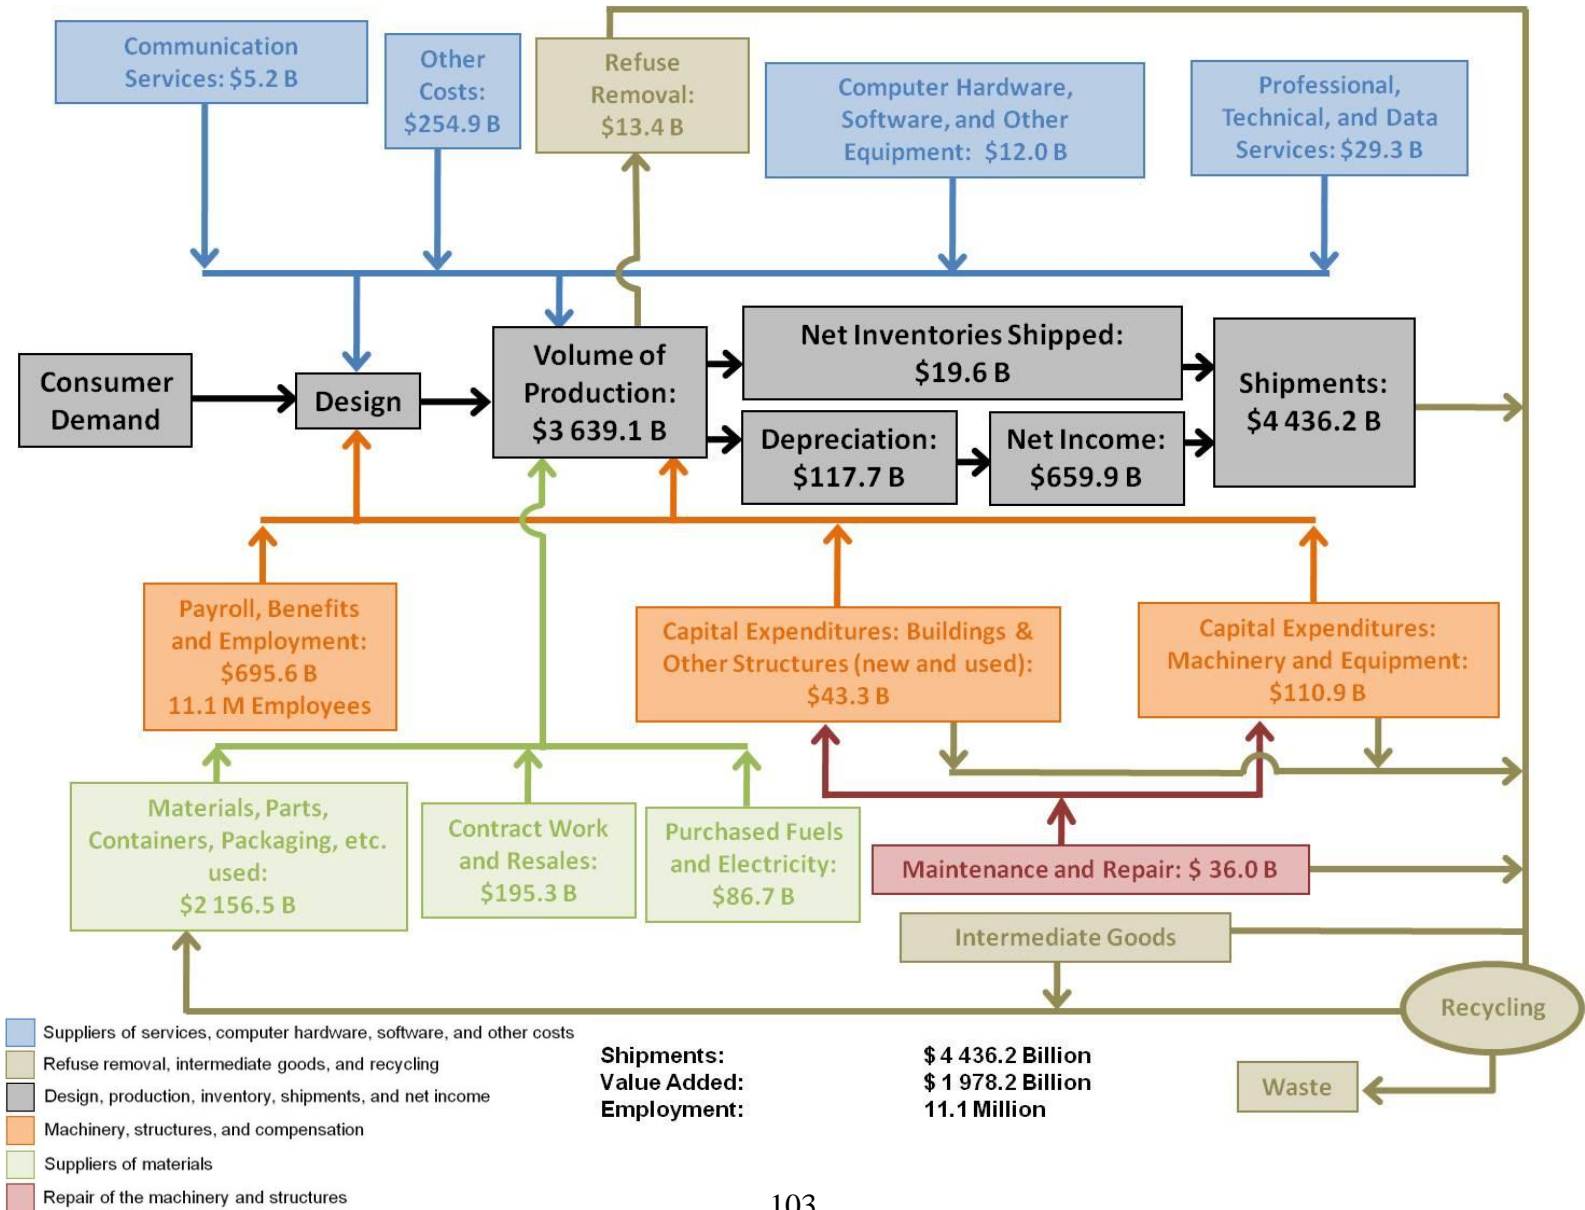 Communication
Services: $5.2 B
Other
Costs:
$254.9 B
Refuse
Removal:
$13.4 B
Computer Hardware,
Software, and Other
Equipment: $12.0 B
Professional,
Technical, and Data
Services: $29.3 B
Consumer
Demand
Design
Volume of
Production:
$3 639.1 B
Net Inventories Shipped:
$19.6 B
Depreciation:
$117.7 B
Net Income:
$659.9 B
Shipments:
$4 436.2 B
Payroll, Benefits
and Employment:
$695.6 B
11.1 M Employees
Capital Expenditures: Buildings &
Other Structures (new and used):
$43.3 B
Capital Expenditures:
Machinery and Equipment:
$110.9 B
Materials, Parts,
Containers, Packaging, etc.
used:
$2 156.5 B
Contract Work
and Resales:
$195.3 B
Purchased Fuels
and Electricity:
$86.7 B
Maintenance and Repair: $ 36.0 B
Intermediate Goods
Recycling
Waste
Suppliers of services, computer hardware, software, and other costs
Refuse removal, intermediate goods, and recycling
Design, production, inventory, shipments, and net income
Machinery, structures, and compensation
Suppliers of materials
Repair of the machinery and structures
Shipments: $ 4 436.2 Billion
Value Added: $ 1 978.2 Billion
Employment: 11.1 Million
103